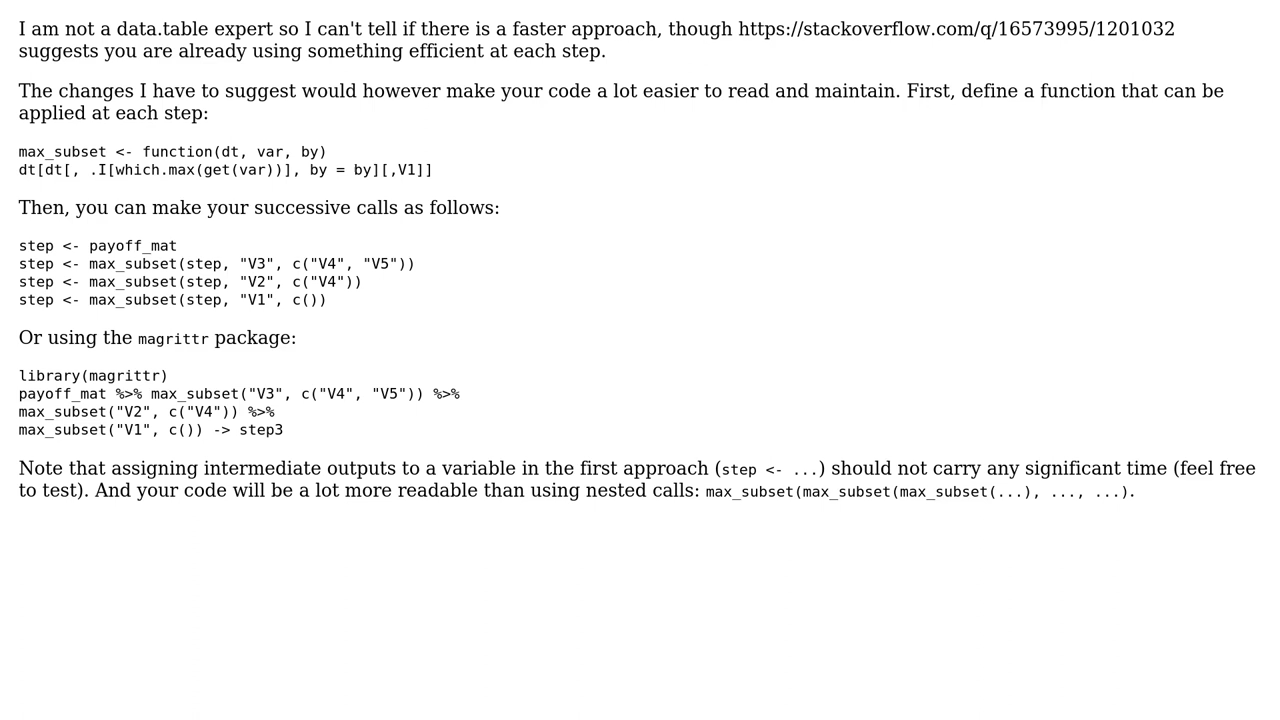 I am not a data.table expert so I can't tell if there is a faster approach, though https://stackoverflow.com/q/16573995/1201032
suggests you are already using something efficient at each step.
The changes I have to suggest would however make your code a lot easier to read and maintain. First, define a function that can be
applied at each step:
max_subset <- function(dt, var, by)
dt[dt[, .I[which.max(get(var))], by = by][,V1]]
Then, you can make your successive calls as follows:
step <- payoff_mat
step <- max_subset(step, "V3", c("V4", "V5"))
step <- max_subset(step, "V2", c("V4"))
step <- max_subset(step, "V1", c())
Or using the magrittr package:
library(magrittr)
payoff_mat %>% max_subset("V3", c("V4", "V5")) %>%
max_subset("V2", c("V4")) %>%
max_subset("V1", c()) -> step3
Note that assigning intermediate outputs to a variable in the first approach (step <- ...) should not carry any significant time (feel free
to test). And your code will be a lot more readable than using nested calls: max_subset(max_subset(max_subset(...), ..., ...).